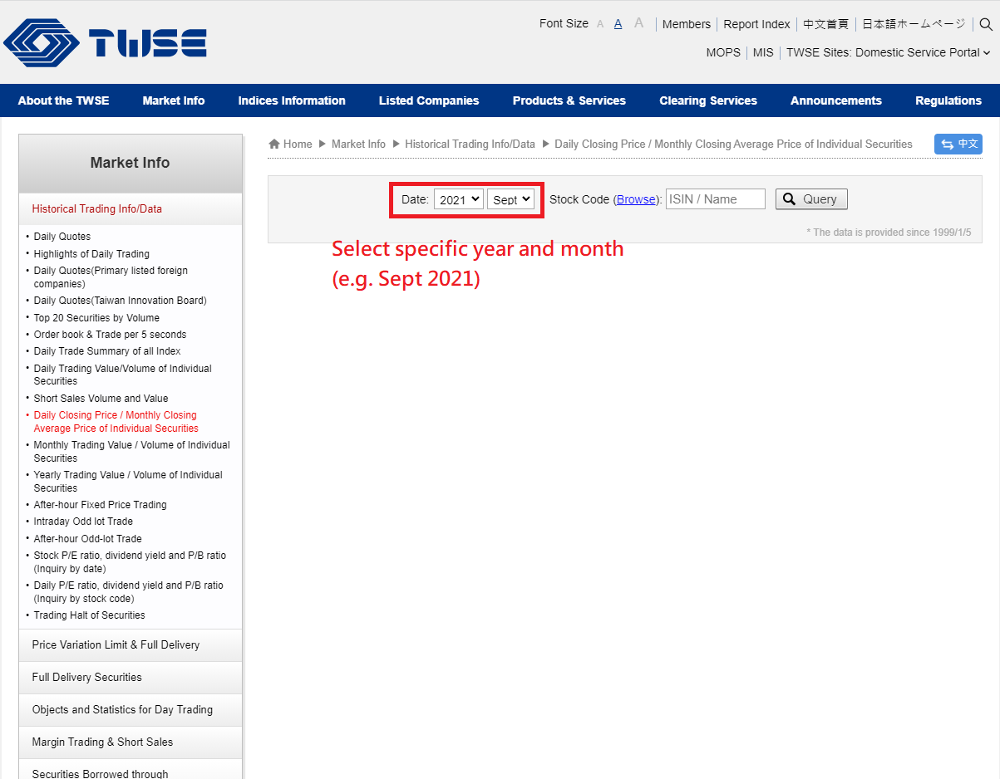 TWSE
Font Size A A A Members Report Index 中文首頁 日本語ホームページ
MOPS MIS TWSE Sites: Domestic Service Portal
About the TWSE Market Info Indices Information Listed Companies Products & Services Clearing Services Announcements Regulations
Market Info
Historical Trading Info/Data
• Daily Quotes
• Highlights of Daily Trading
• Daily Quotes(Primary listed foreign
companies)
• Daily Quotes(Taiwan Innovation Board)
• Top 20 Securities by Volume
• Order book & Trade per 5 seconds
• Daily Trade Summary of all Index
• Daily Trading Value/Volume of Individual
Securities
• Short Sales Volume and Value
• Daily Closing Price / Monthly Closing
Average Price of Individual Securities
• Monthly Trading Value / Volume of Individual
Securities
• Yearly Trading Value / Volume of Individual
Securities
• After-hour Fixed Price Trading
• Intraday Odd lot Trade
• After-hour Odd-lot Trade
• Stock P/E ratio, dividend yield and P/B ratio
(Inquiry by date)
• Daily P/E ratio, dividend yield and P/B ratio
(Inquiry by stock code)
• Trading Halt of Securities
Price Variation Limit & Full Delivery
Full Delivery Securities
Objects and Statistics for Day Trading
Margin Trading & Short Sales
Securities Borrowed through
Home ▶ Market Info ▶ Historical Trading Info/Data ▶ Daily Closing Price / Monthly Closing Average Price of Individual Securities 中文
Date: 2021 Sept Stock Code (Browse): ISIN / Name Query
* The data is provided since 1999/1/5
Select specific year and month
(e.g. Sept 2021)